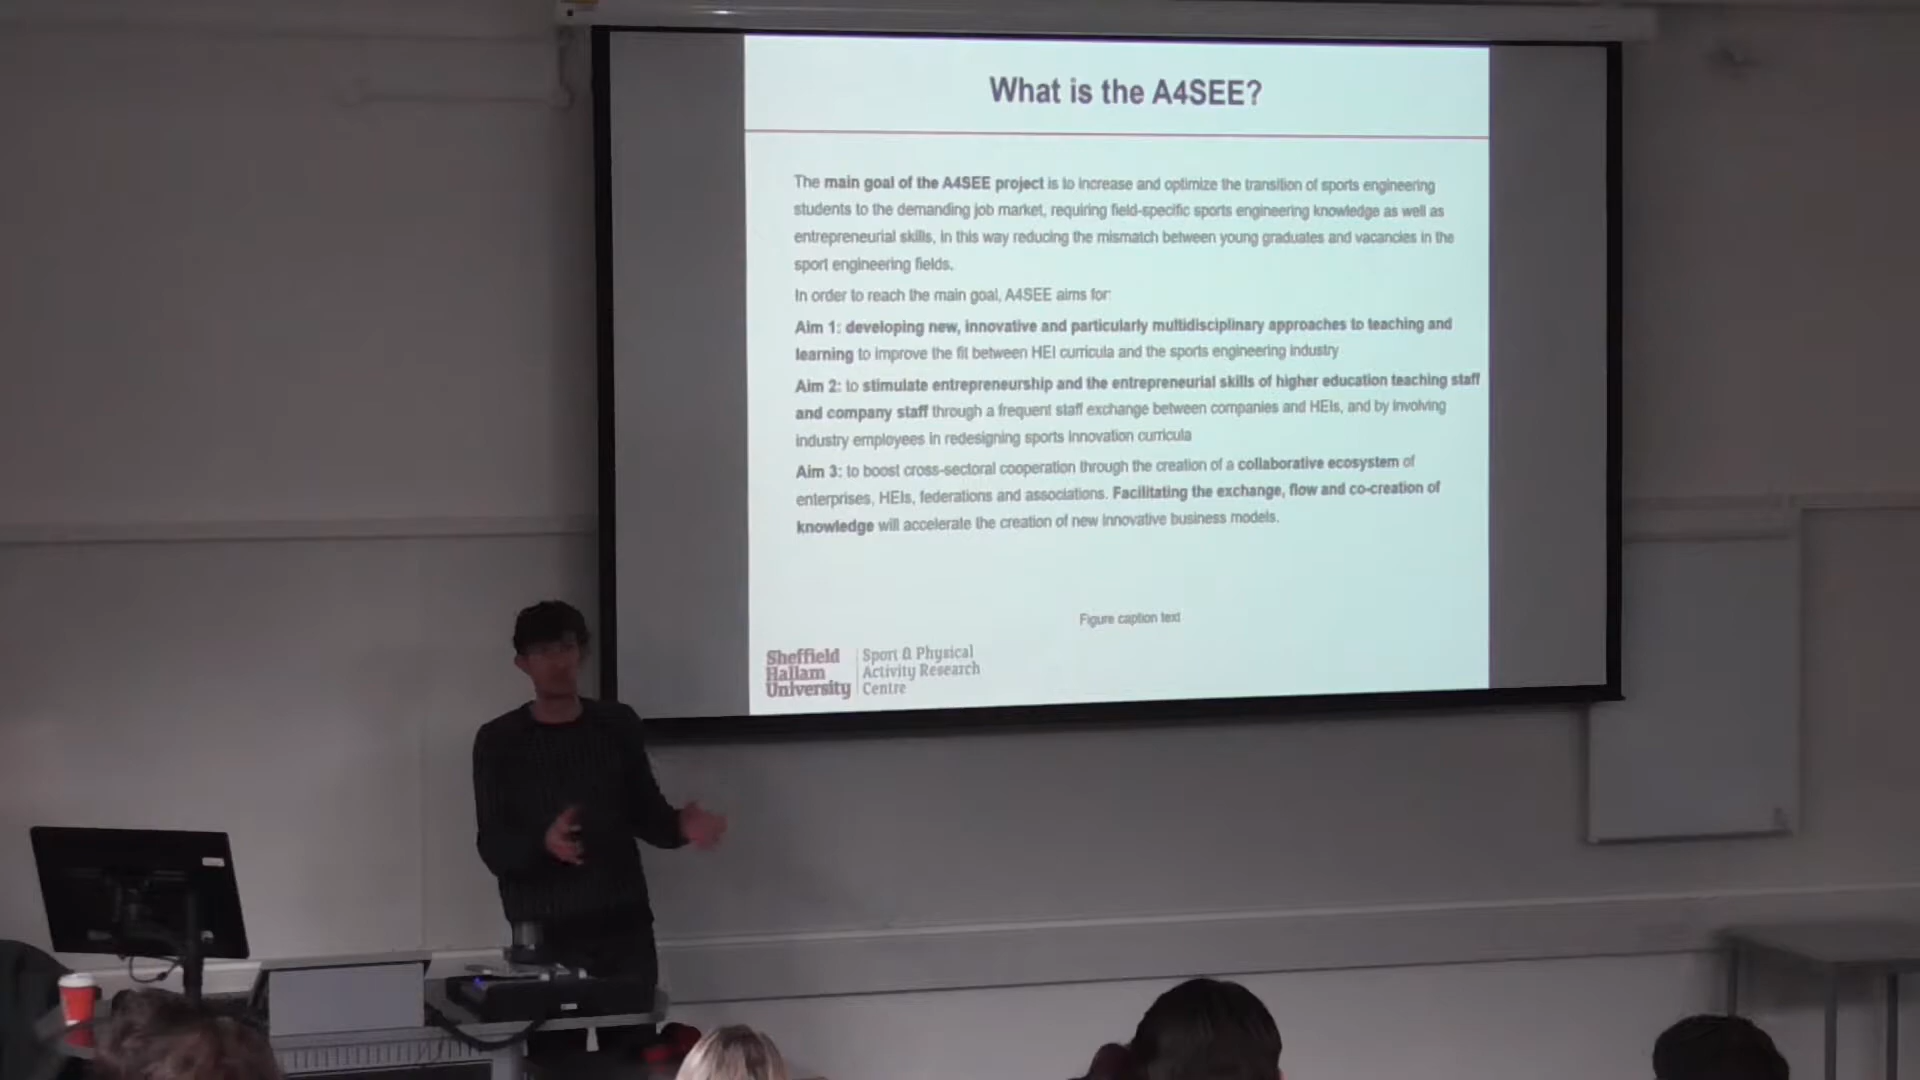 What is the A4SEE?
The main goal of the A4SEE project is to increase and optimize the transition of sports engineering
students to the demanding job market, requiring field-specific sports engineering knowledge as well as
entrepreneurial skills, in this way reducing the mismatch between young graduates and vacancies in the
sport engineering fields.
In order to reach the main goal, A4SEE aims for:
Aim 1: developing new, innovative and particularly multidisciplinary approaches to teaching and
learning to improve the fit between HEI curricula and the sports engineering industry
Aim 2: to stimulate entrepreneurship and the entrepreneurial skills of higher education teaching staff
and company staff through a frequent staff exchange between companies and HEIs, and by involving
industry employees in redesigning sports innovation curricula
Aim 3: to boost cross-sectoral cooperation through the creation of a collaborative ecosystem of
enterprises, HEIs, federations and associations. Facilitating the exchange, flow and co-creation of
knowledge will accelerate the creation of new innovative business models.
Figure caption text
Sheffield
Hallam
University
Sport & Physical
Activity Research
Centre